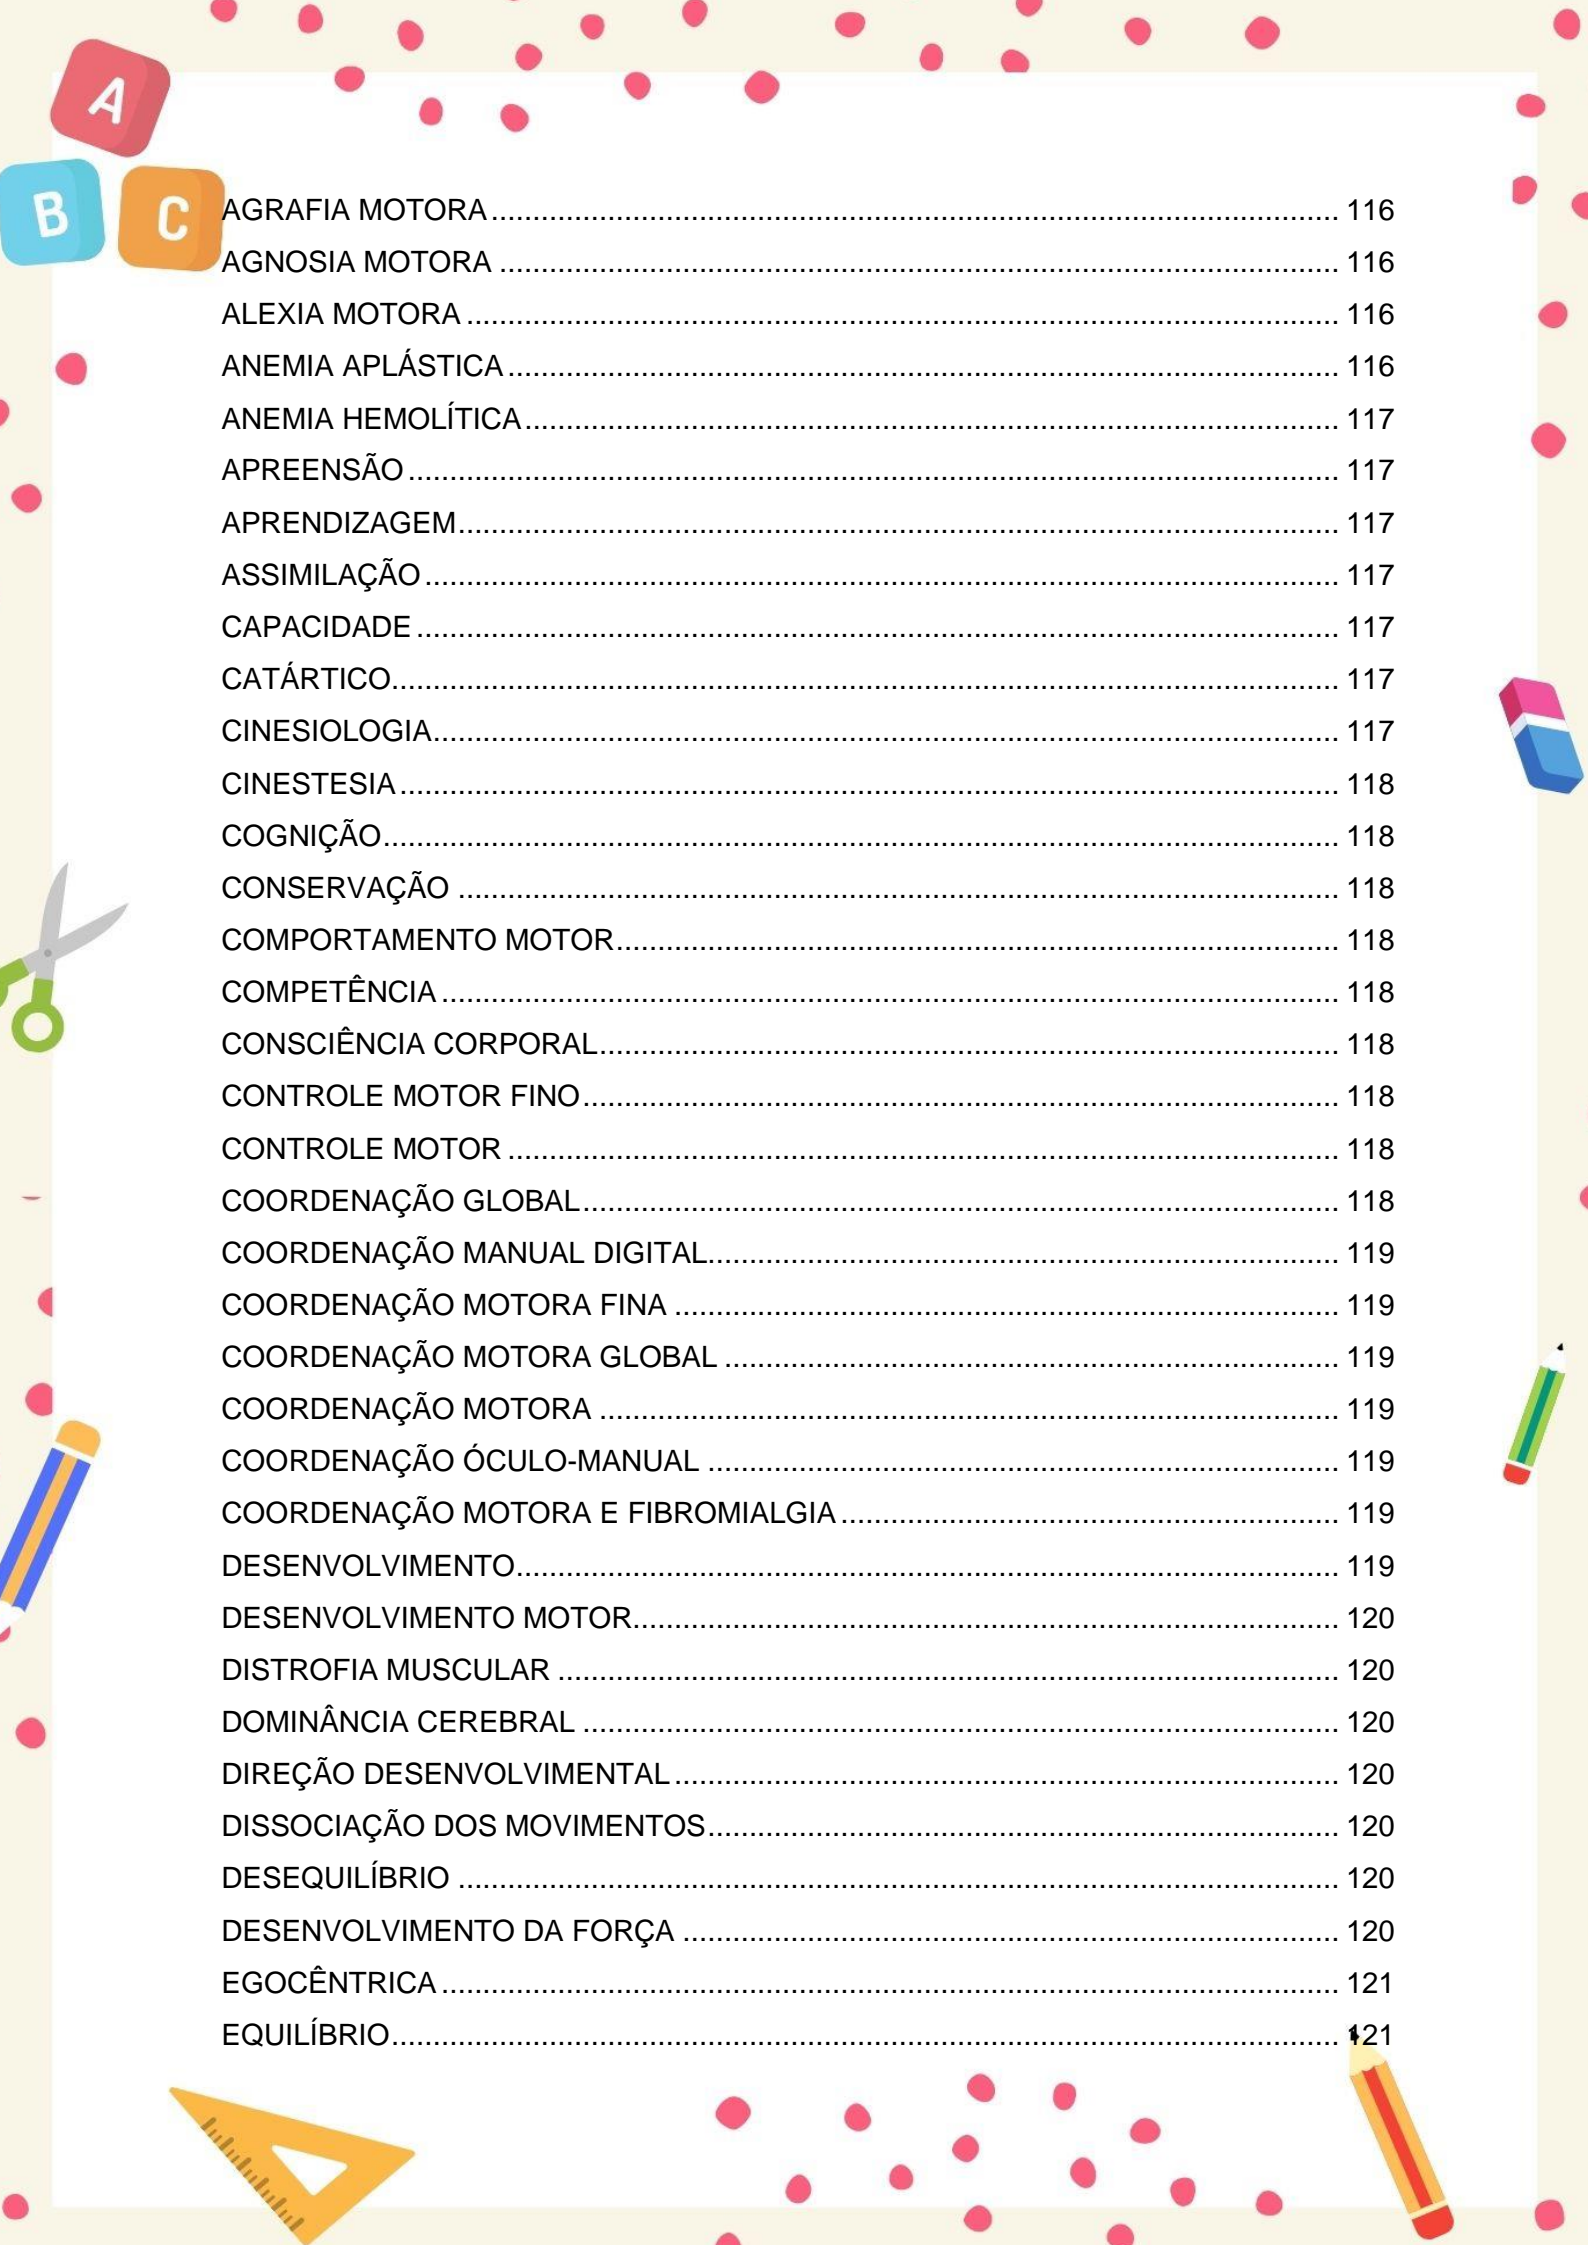 A
B C
AGRAFIA MOTORA........................................................................................................ 116
AGNOSIA MOTORA ...................................................................................................... 116
ALEXIA MOTORA .......................................................................................................... 116
ANEMIA APLÁSTICA ..................................................................................................... 116
ANEMIA HEMOLÍTICA................................................................................................... 117
APREENSÃO ................................................................................................................. 117
APRENDIZAGEM........................................................................................................... 117
ASSIMILAÇÃO ............................................................................................................... 117
CAPACIDADE ................................................................................................................ 117
CATÁRTICO................................................................................................................... 117
CINESIOLOGIA.............................................................................................................. 117
CINESTESIA .................................................................................................................. 118
COGNIÇÃO.................................................................................................................... 118
CONSERVAÇÃO ........................................................................................................... 118
COMPORTAMENTO MOTOR........................................................................................ 118
COMPETÊNCIA ............................................................................................................. 118
CONSCIÊNCIA CORPORAL.......................................................................................... 118
CONTROLE MOTOR FINO............................................................................................ 118
CONTROLE MOTOR ..................................................................................................... 118
COORDENAÇÃO GLOBAL............................................................................................ 118
COORDENAÇÃO MANUAL DIGITAL............................................................................. 119
COORDENAÇÃO MOTORA FINA ................................................................................. 119
COORDENAÇÃO MOTORA GLOBAL ........................................................................... 119
COORDENAÇÃO MOTORA .......................................................................................... 119
COORDENAÇÃO ÓCULO-MANUAL ............................................................................. 119
COORDENAÇÃO MOTORA E FIBROMIALGIA ............................................................. 119
DESENVOLVIMENTO.................................................................................................... 119
DESENVOLVIMENTO MOTOR...................................................................................... 120
DISTROFIA MUSCULAR ............................................................................................... 120
DOMINÂNCIA CEREBRAL ............................................................................................ 120
DIREÇÃO DESENVOLVIMENTAL ................................................................................. 120
DISSOCIAÇÃO DOS MOVIMENTOS............................................................................. 120
DESEQUILÍBRIO ........................................................................................................... 120
DESENVOLVIMENTO DA FORÇA ................................................................................ 120
EGOCÊNTRICA ............................................................................................................. 121
EQUILÍBRIO................................................................................................................... 121